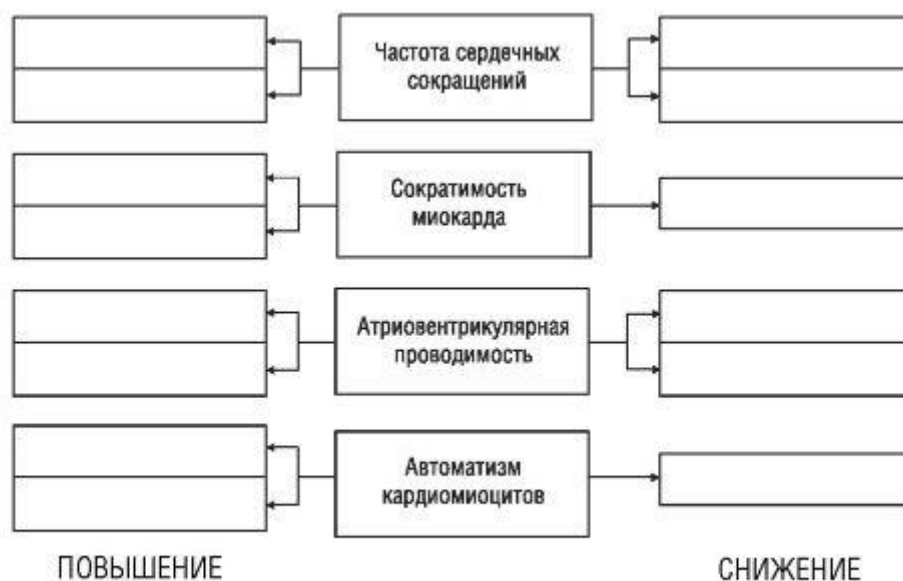 Частота сердечных
сокращений
Сократимость
миокарда
Атриовентрикулярная
проводимость
Автоматизм
кардиомиоцитов
ПОВЫШЕНИЕ
СНИЖЕНИЕ